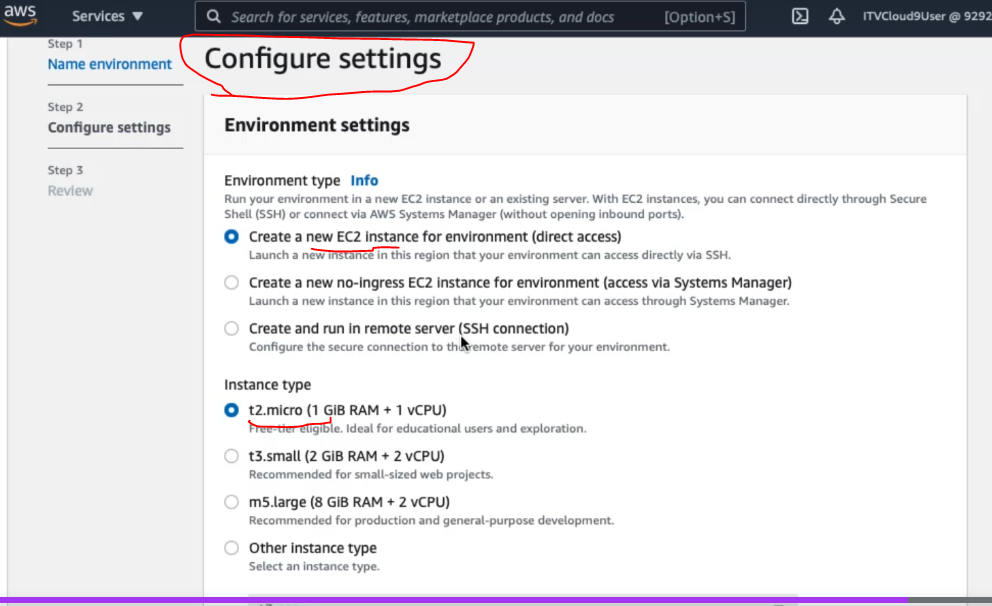 aws
Services ▼
Search for services, features, marketplace products, and docs
[Option+S]
ITVCloud9User @ 9292
Step 1
Name environment
Step 2
Configure settings
Step 3
Review
Configure settings
Environment settings
Environment type Info
Run your environment in a new EC2 instance or an existing server. With EC2 instances, you can connect directly through Secure
Shell (SSH) or connect via AWS Systems Manager (without opening inbound ports).
Create a new EC2 instance for environment (direct access)
Launch a new instance in this region that your environment can access directly via SSH.
Create a new no-ingress EC2 instance for environment (access via Systems Manager)
Launch a new instance in this region that your environment can access through Systems Manager.
Create and run in remote server (SSH connection)
Configure the secure connection to the remote server for your environment.
Instance type
t2.micro (1 GiB RAM + 1 vCPU)
Free-tier eligible. Ideal for educational users and exploration.
t3.small (2 GiB RAM + 2 vCPU)
Recommended for small-sized web projects.
m5.large (8 GiB RAM + 2 vCPU)
Recommended for production and general-purpose development.
Other instance type
Select an instance type.